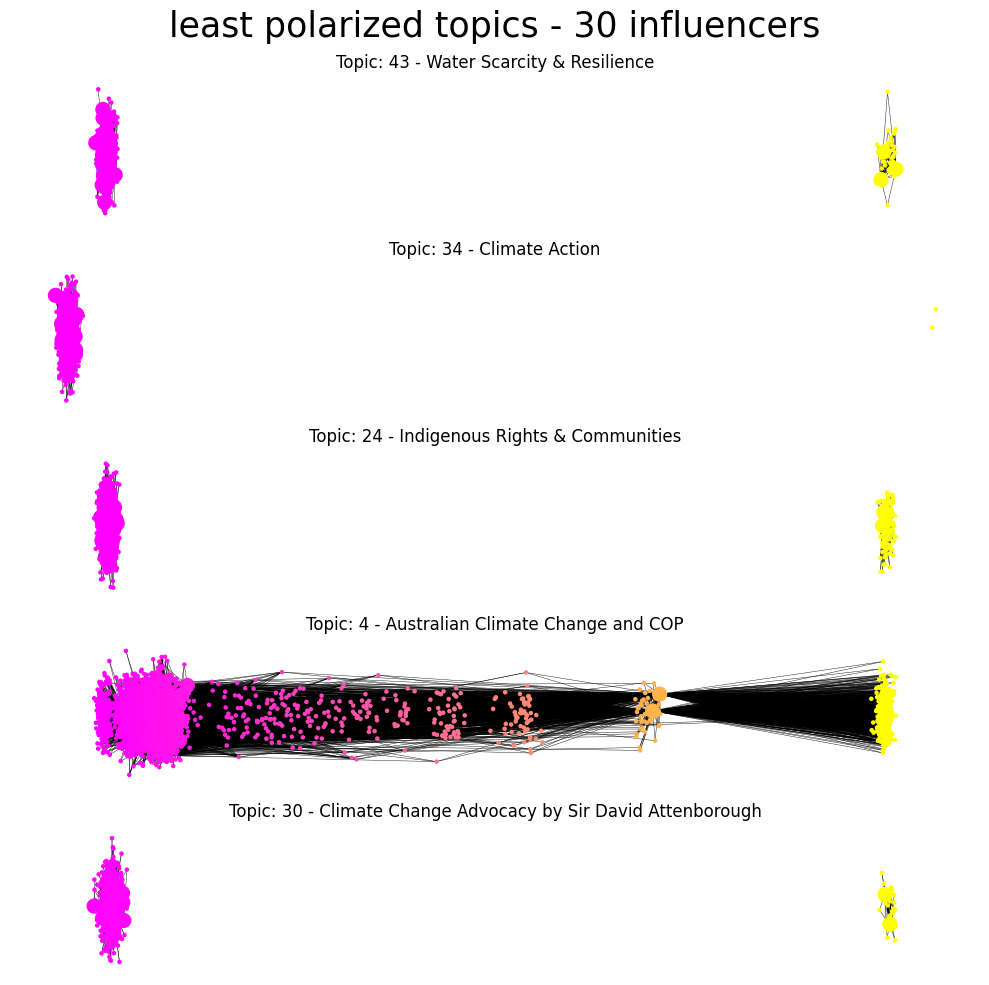 least polarized topics - 30 influencers
Topic: 43 - Water Scarcity & Resilience
Topic: 34 - Climate Action
Topic: 24 - Indigenous Rights & Communities
Topic: 4 - Australian Climate Change and COP
Topic: 30 - Climate Change Advocacy by Sir David Attenborough